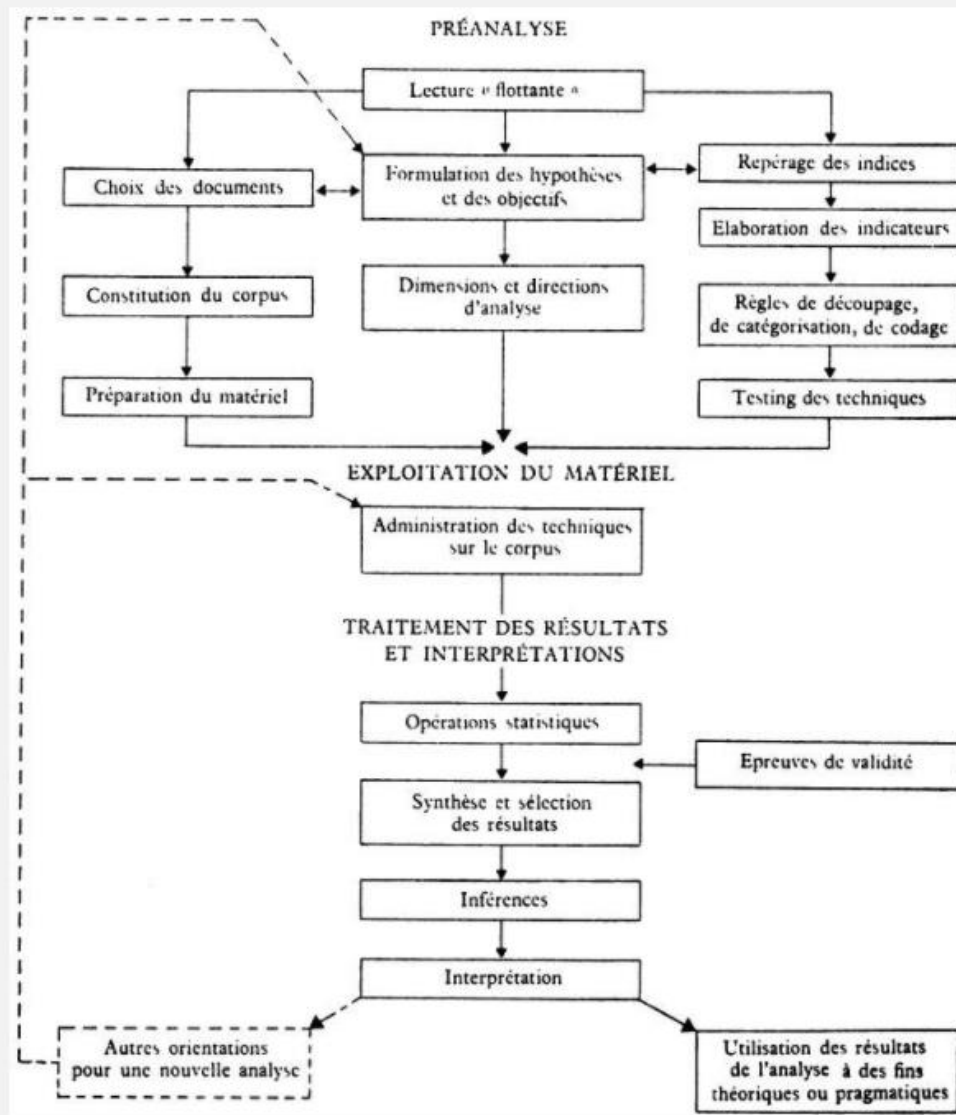 PRÉANALYSE
Lecture « flottante »
Choix des documents
Formulation des hypothèses
et des objectifs
Repérage des indices
Elaboration des indicateurs
Constitution du corpus
Dimensions et directions
d'analyse
Règles de découpage,
de catégorisation, de codage
Préparation du matériel
Testing des techniques
EXPLOITATION DU MATÉRIEL
Administration des techniques
sur le corpus
TRAITEMENT DES RÉSULTATS
ET INTERPRÉTATIONS
Opérations statistiques
Epreuves de validité
Synthèse et sélection
des résultats
Inférences
Interprétation
Autres orientations
pour une nouvelle analyse
Utilisation des résultats
de l'analyse à des fins
théoriques ou pragmatiques